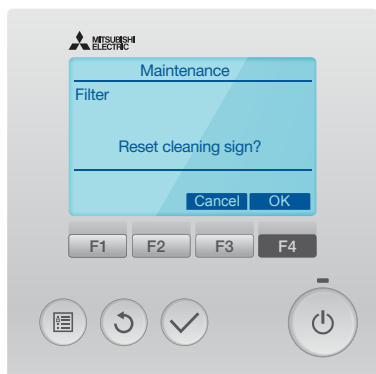 MITSUBISHI
ELECTRIC
Maintenance
Filter
Reset cleaning sign?
Cancel OK
F1 F2 F3 F4